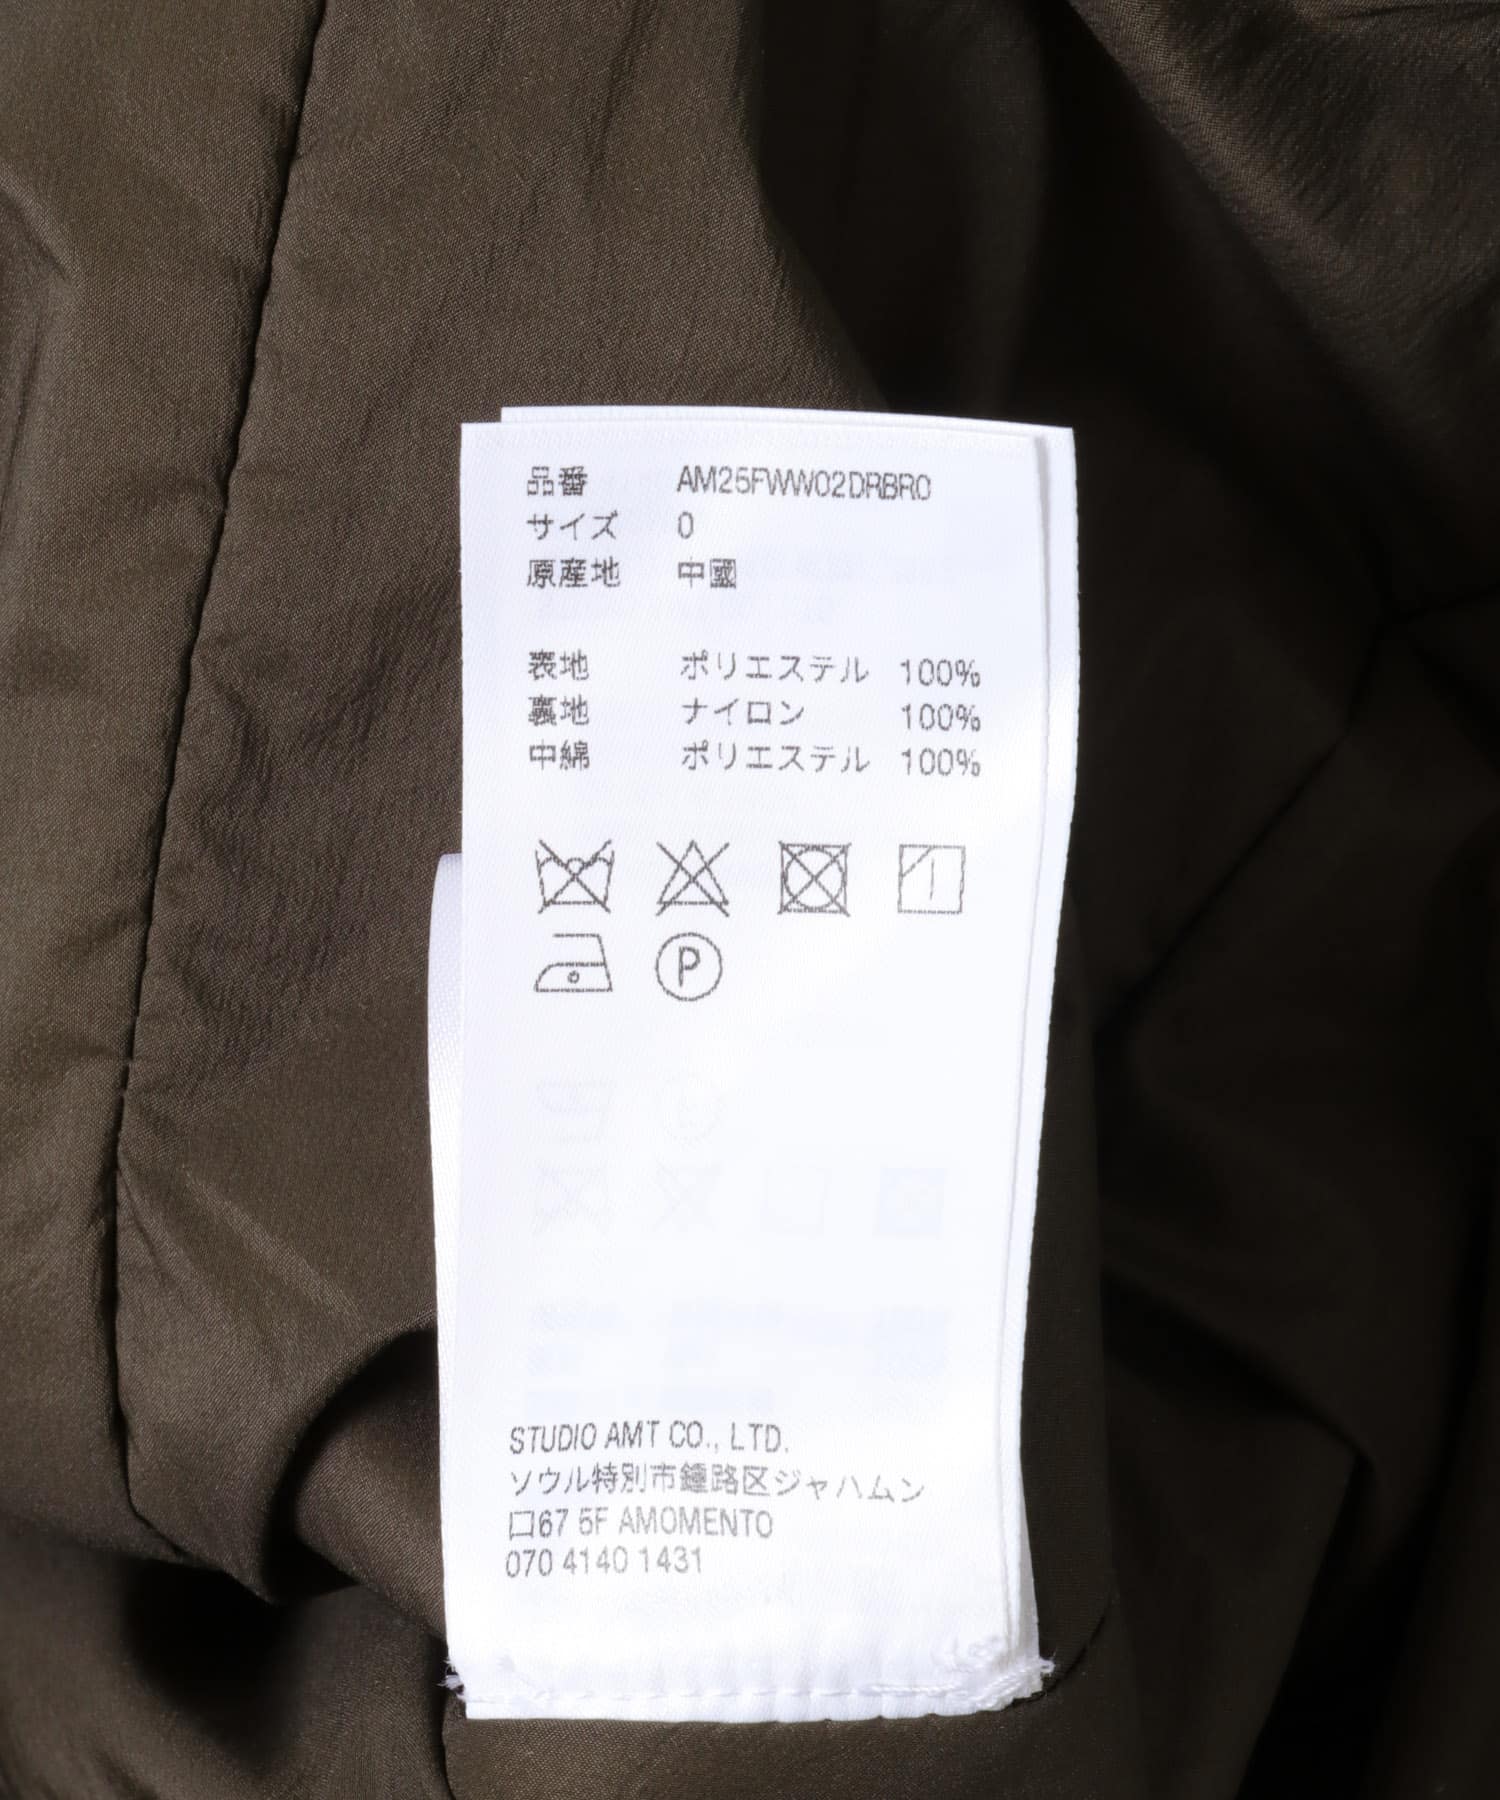 品番 AM25FWW02DRBR0
サイズ 0
原産地 中國
表地 ポリエステル 100%
裏地 ナイロン 100%
中綿 ポリエステル 100%
P
STUDIO AMT CO., LTD.
ソウル特別市鍾路区ジャハムン
口67 5F AMOMENTO
070 4140 1431